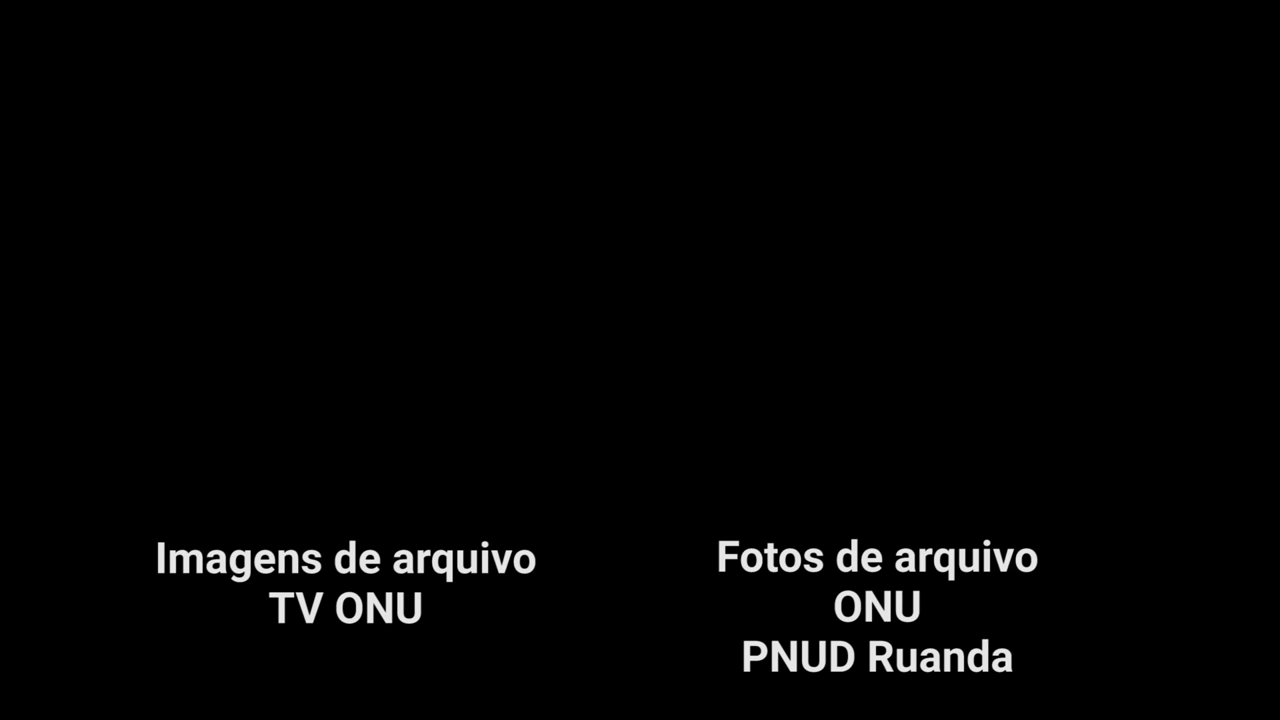 Imagens de arquivo
TV ONU
Fotos de arquivo
ONU
PNUD Ruanda